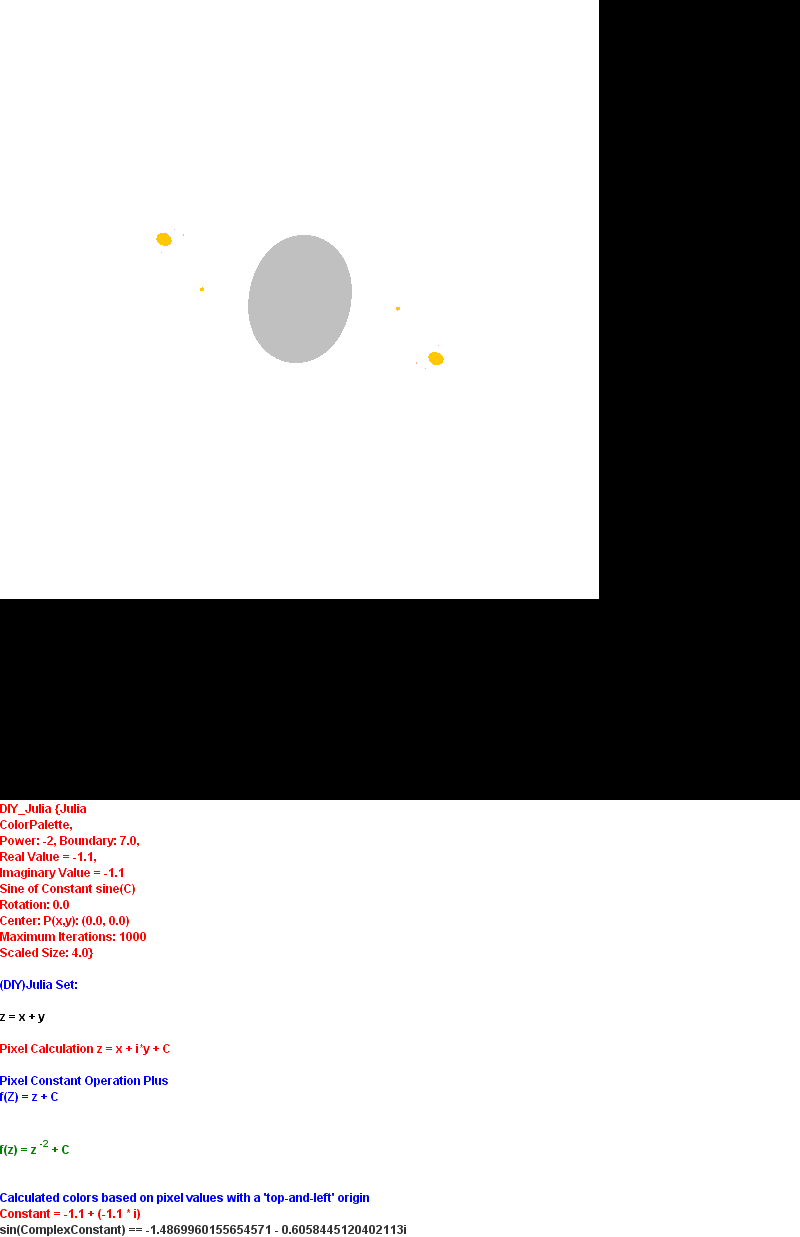 DIY_Julia {Julia
ColorPalette,
Power: -2, Boundary: 7.0,
Real Value = -1.1,
Imaginary Value = -1.1
Sine of Constant sine(C)
Rotation: 0.0
Center: P(x,y): (0.0, 0.0)
Maximum Iterations: 1000
Scaled Size: 4.0}
(DIY)Julia Set:
z = x + y
Pixel Calculation z = x + i*y + C
Pixel Constant Operation Plus
f(Z) = z + C
f(z) = z -2 + C
Calculated colors based on pixel values with a 'top-and-left' origin
Constant = -1.1 + (-1.1 * i)
sin(ComplexConstant) == -1.4869960155654571 - 0.6058445120402113i